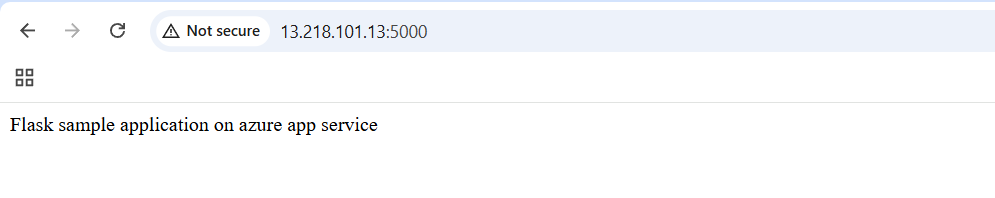 Not secure 13.218.101.13:5000
Flask sample application on azure app service